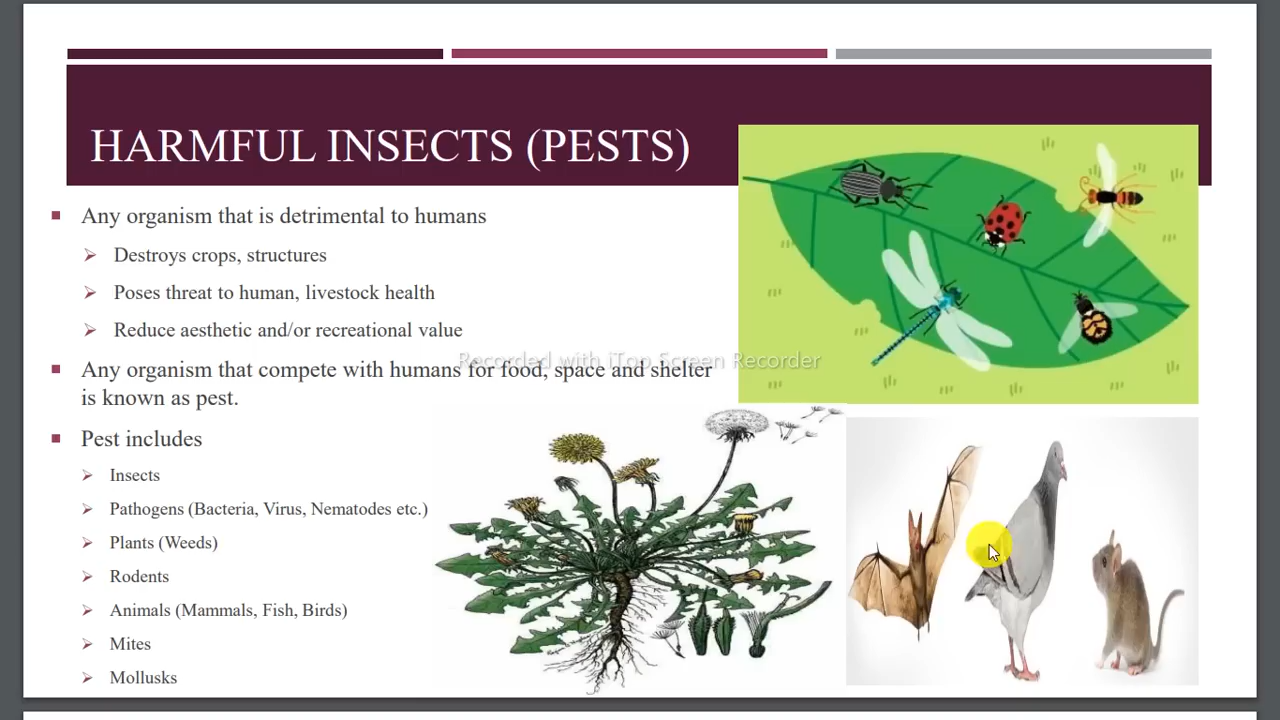 HARMFUL INSECTS (PESTS)
Any organism that is detrimental to humans
Destroys crops, structures
Poses threat to human, livestock health
Reduce aesthetic and/or recreational value
Recorded with iTop Screen Recorder
Any organism that compete with humans for food, space and shelter
is known as pest.
Pest includes
Insects
Pathogens (Bacteria, Virus, Nematodes etc.)
Plants (Weeds)
Rodents
Animals (Mammals, Fish, Birds)
Mites
Mollusks